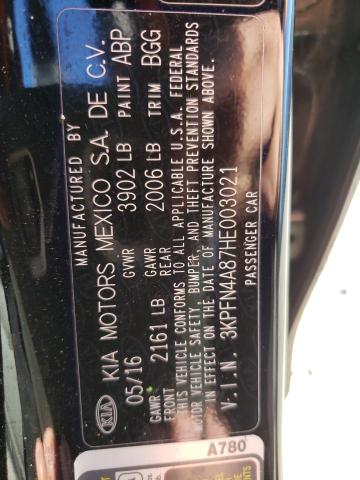 MANUFACTURED BY
KIA KIA MOTORS MEXICO S.A. DE C.V.
05/16 GVWR 3902 LB PAINT ABP
GAWR FRONT 2161 LB GAWR REAR 2006 LB TRIM BGG
THIS VEHICLE CONFORMS TO ALL APPLICABLE U.S.A. FEDERAL
MOTOR VEHICLE SAFETY, BUMPER, AND THEFT PREVENTION STANDARDS
IN EFFECT ON THE DATE OF MANUFACTURE SHOWN ABOVE.
V.I.N. 3KPFN4A87HE003021
PASSENGER CAR
A780